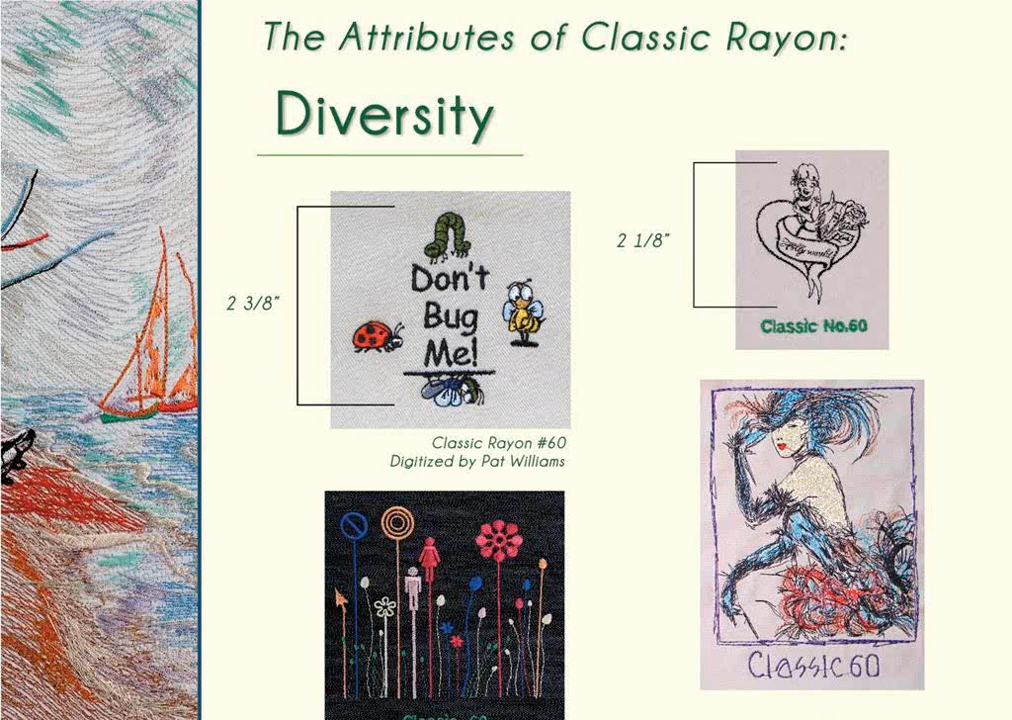 The Attributes of Classic Rayon:
Diversity
2 3/8"
Don't
Bug
Me!
Classic Rayon #60
Digitized by Pat Williams
2 1/8"
Classic No.60
Classic 60